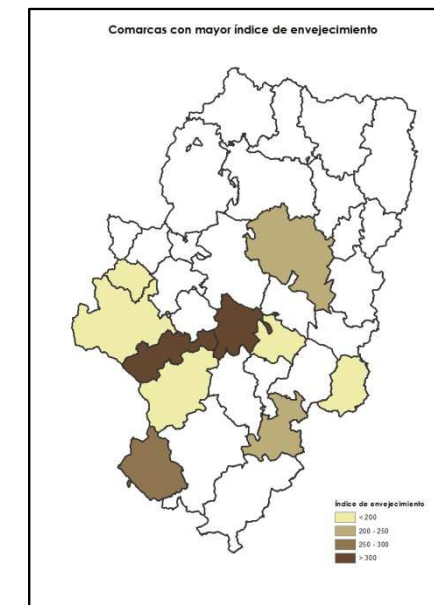 Comarcas con mayor índice de envejecimiento
Índice de envejecimiento
< 200
200 - 250
250 - 300
> 300